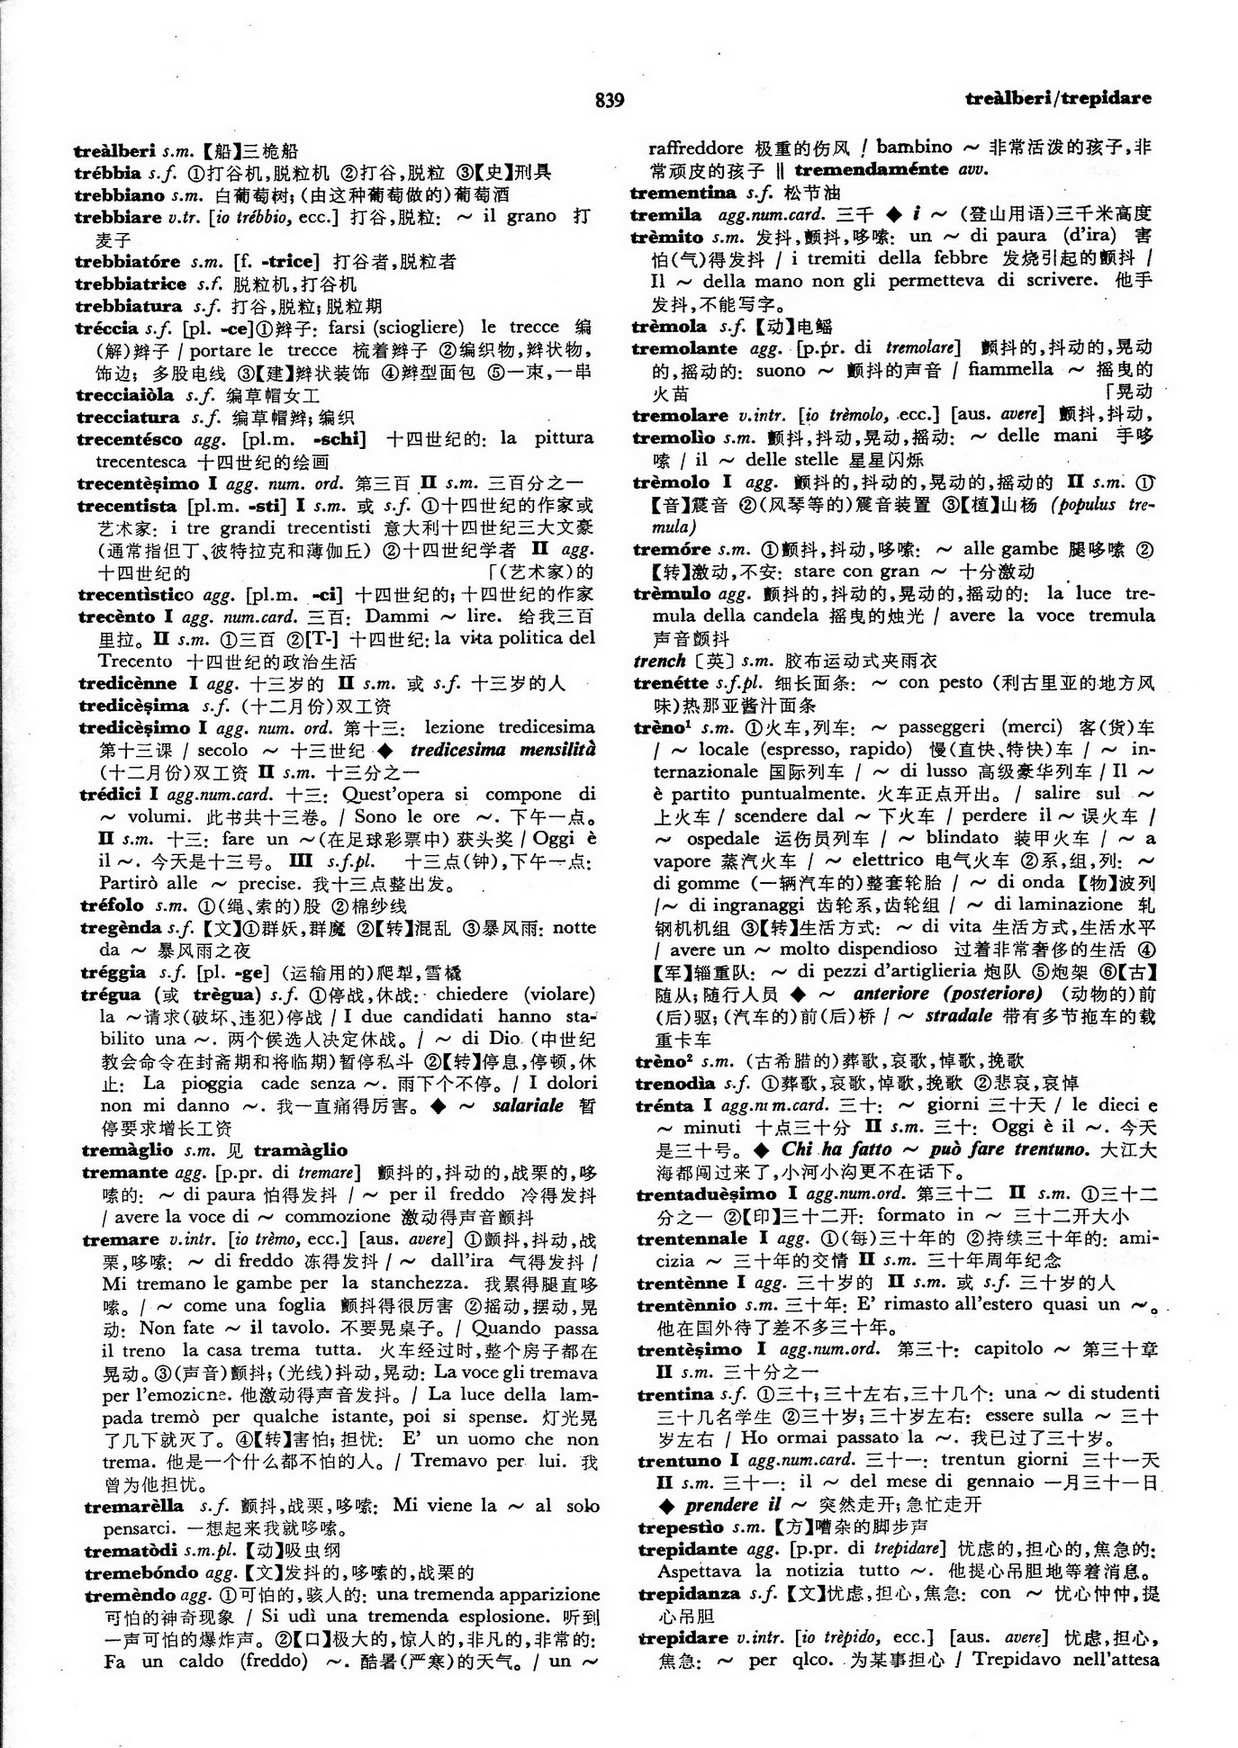 839
treàlberi/trepidare
treàlberi s.m. 【船】三桅船
trébbia s.f. ①打谷机,脱粒机 ②打谷,脱粒 ③【史】刑具
trebbiano s.m. 白葡萄树; (由这种葡萄做的)葡萄酒
trebbiare v.tr. [io trébbio, ecc.] 打谷,脱粒: ~ il grano 打
麦子
trebbiatóre s.m. [f. -trice] 打谷者,脱粒者
trebbiatrice s.f. 脱粒机,打谷机
trebbiatura s.f. 打谷,脱粒; 脱粒期
tréccia s.f. [pl. -ce]①辫子: farsi (sciogliere) le trecce 编
(解)辫子 / portare le trecce 梳着辫子 ②编织物,辫状物,
饰边; 多股电线 ③【建】辫状装饰 ④辫型面包 ⑤一束,一串
trecciaiòla s.f. 编草帽女工
trecciatura s.f. 编草帽辫; 编织
trecentésco agg. [pl.m. -schi] 十四世纪的: la pittura
trecentesca 十四世纪的绘画
trecentèṣimo I agg. num. ord. 第三百 II s.m. 三百分之一
trecentista [pl.m. -sti] I s.m. 或 s.f. ①十四世纪的作家或
艺术家: i tre grandi trecentisti 意大利十四世纪三大文豪
(通常指但丁、彼特拉克和薄伽丘) ②十四世纪学者 II agg.
十四世纪的 「(艺术家)的
trecentìstico agg. [pl.m. -ci] 十四世纪的; 十四世纪的作家
trecènto I agg. num.card. 三百: Dammi ~ lire. 给我三百
里拉。 II s.m. ①三百 ②[T-] 十四世纪: la vita politica del
Trecento 十四世纪的政治生活
tredicènne I agg. 十三岁的 II s.m. 或 s.f. 十三岁的人
tredicèṣima s.f. (十二月份)双工资
tredicèṣimo I agg. num. ord. 第十三: lezione tredicesima
第十三课 / secolo ~ 十三世纪 ◆ tredicesima mensilità
(十二月份)双工资 II s.m. 十三分之一
trédici I agg.num.card. 十三: Quest'opera si compone di
~ volumi. 此书共十三卷。/ Sono le ore ~. 下午一点。
II s.m. 十三: fare un ~(在足球彩票中) 获头奖 / Oggi è
il ~. 今天是十三号。 III s.f.pl. 十三点(钟),下午一点:
Partirò alle ~ precise. 我十三点整出发。
tréfolo s.m. ①(绳、索的)股 ②棉纱线
tregènda s.f. 【文】①群妖,群魔 ②【转】混乱 ③暴风雨: notte
da ~ 暴风雨之夜
tréggia s.f. [pl. -ge] (运输用的)爬犁,雪橇
trégua (或 trègua) s.f. ①停战,休战: chiedere (violare)
la ~请求(破坏、违犯)停战 / I due candidati hanno sta-
bilito una ~. 两个候选人决定休战。/ ~ di Dio (中世纪
教会命令在封斋期和将临期)暂停私斗 ②【转】停息,停顿,休
止: La pioggia cade senza ~. 雨下个不停。/ I dolori
non mi danno ~. 我一直痛得厉害。◆ ~ salariale 暂
停要求增长工资
tremàglio s.m. 见 tramàglio
tremante agg. [p.pr. di tremare] 颤抖的,抖动的,战栗的,哆
嗦的: ~ di paura 怕得发抖 / ~ per il freddo 冷得发抖
/ avere la voce di ~ commozione 激动得声音颤抖
tremare v.intr. [io trèmo, ecc.] [aus. avere] ①颤抖,抖动,战
栗,哆嗦: ~ di freddo 冻得发抖 / ~ dall'ira 气得发抖 /
Mi tremano le gambe per la stanchezza. 我累得腿直哆
嗦。/ ~ come una foglia 颤抖得很厉害 ②摇动,摆动,晃
动: Non fate ~ il tavolo. 不要晃桌子。/ Quando passa
il treno la casa trema tutta. 火车经过时,整个房子都在
晃动。③(声音)颤抖; (光线)抖动,晃动: La voce gli tremava
per l'emozione. 他激动得声音发抖。/ La luce della lam-
pada tremò per qualche istante, poi si spense. 灯光晃
了几下就灭了。④【转】害怕; 担忧: E' un uomo che non
trema. 他是一个什么都不怕的人。/ Tremavo per lui. 我
曾为他担忧。
tremarèlla s.f. 颤抖,战栗,哆嗦: Mi viene la ~ al solo
pensarci. 一想起来我就哆嗦。
trematòdi s.m.pl. 【动】吸虫纲
tremebóndo agg. 【文】发抖的,哆嗦的,战栗的
tremèndo agg. ①可怕的,骇人的: una tremenda apparizione
可怕的神奇现象 / Si udì una tremenda esplosione. 听到
一声可怕的爆炸声。②【口】极大的,惊人的,非凡的,非常的:
Fa un caldo (freddo) ~. 酷暑(严寒)的天气。/ un ~
raffreddore 极重的伤风 / bambino ~ 非常活泼的孩子,非
常顽皮的孩子 ‖ tremendaménte avv.
trementina s.f. 松节油
tremila agg.num.card. 三千 ◆ i ~ (登山用语)三千米高度
trèmito s.m. 发抖,颤抖,哆嗦: un ~ di paura (d'ira) 害
怕(气)得发抖 / i tremiti della febbre 发烧引起的颤抖 /
Il ~ della mano non gli permetteva di scrivere. 他手
发抖,不能写字。
trèmola s.f. 【动】电鳐
tremolante agg. [p.pr. di tremolare] 颤抖的,抖动的,晃动
的,摇动的: suono ~ 颤抖的声音 / fiammella ~ 摇曳的
火苗 「晃动
tremolare v.intr. [io trèmolo, ecc.] [aus. avere] 颤抖,抖动,
tremolìo s.m. 颤抖,抖动,晃动,摇动: ~ delle mani 手哆
嗦 / il ~ delle stelle 星星闪烁
trèmolo I agg. 颤抖的,抖动的,晃动的,摇动的 II s.m. ①
【音】震音 ②(风琴等的)震音装置 ③【植】山杨 (populus tre-
mula)
tremóre s.m. ①颤抖,抖动,哆嗦: ~ alle gambe 腿哆嗦 ②
【转】激动,不安: stare con gran ~ 十分激动
trèmulo agg. 颤抖的,抖动的,晃动的,摇动的: la luce tre-
mula della candela 摇曳的烛光 / avere la voce tremula
声音颤抖
trench 〔英〕 s.m. 胶布运动式夹雨衣
trenétte s.f.pl. 细长面条: ~ con pesto (利古里亚的地方风
味)热那亚酱汁面条
trèno¹ s.m. ①火车,列车: ~ passeggeri (merci) 客(货)车
/ ~ locale (espresso, rapido) 慢(直快、特快)车 / ~ in-
ternazionale 国际列车 / ~ di lusso 高级豪华列车 / Il ~
è partito puntualmente. 火车正点开出。/ salire sul ~
上火车 / scendere dal ~ 下火车 / perdere il ~ 误火车 /
~ ospedale 运伤员列车 / ~ blindato 装甲火车 / ~ a
vapore 蒸汽火车 / ~ elettrico 电气火车 ②系,组,列: ~
di gomme (一辆汽车的)整套轮胎 / ~ di onda 【物】波列
/~ di ingranaggi 齿轮系,齿轮组 / ~ di laminazione 轧
钢机机组 ③【转】生活方式: ~ di vita 生活方式,生活水平
/ avere un ~ molto dispendioso 过着非常奢侈的生活 ④
【军】辎重队: ~ di pezzi d'artiglieria 炮队 ⑤炮架 ⑥【古】
随从; 随行人员 ◆ ~ anteriore (posteriore) (动物的)前
(后)驱; (汽车的)前(后)桥 / ~ stradale 带有多节拖车的载
重卡车
trèno² s.m. (古希腊的)葬歌,哀歌,悼歌,挽歌
trenodìa s.f. ①葬歌,哀歌,悼歌,挽歌 ②悲哀,哀悼
trénta I agg.num.card. 三十: ~ giorni 三十天 / le dieci e
~ minuti 十点三十分 II s.m. 三十: Oggi è il ~. 今天
是三十号。◆ Chi ha fatto ~ può fare trentuno. 大江大
海都闯过来了,小河小沟更不在话下。
trentaduèṣimo I agg.num.ord. 第三十二 II s.m. ①三十二
分之一 ②【印】三十二开: formato in ~ 三十二开大小
trentennale I agg. ①(每)三十年的 ②持续三十年的: ami-
cizia ~ 三十年的交情 II s.m. 三十年周年纪念
trentènne I agg. 三十岁的 II s.m. 或 s.f. 三十岁的人
trentènnio s.m. 三十年: E' rimasto all'estero quasi un ~。
他在国外待了差不多三十年。
trentèṣimo I agg.num.ord. 第三十: capitolo ~ 第三十章
II s.m. 三十分之一
trentina s.f. ①三十; 三十左右,三十几个: una ~ di studenti
三十几名学生 ②三十岁; 三十岁左右: essere sulla ~ 三十
岁左右 / Ho ormai passato la ~. 我已过了三十岁。
trentuno I agg.num.card. 三十一: trentun giorni 三十一天
II s.m. 三十一: il ~ del mese di gennaio 一月三十一日
◆ prendere il ~ 突然走开; 急忙走开
trepestìo s.m. 【方】嘈杂的脚步声
trepidante agg. [p.pr. di trepidare] 忧虑的,担心的,焦急的:
Aspettava la notizia tutto ~. 他提心吊胆地等着消息。
trepidanza s.f. 【文】忧虑,担心,焦急: con ~ 忧心忡忡,提
心吊胆
trepidare v.intr. [io trèpido, ecc.] [aus. avere] 忧虑,担心,
焦急: ~ per qlco. 为某事担心 / Trepidavo nell'attesa